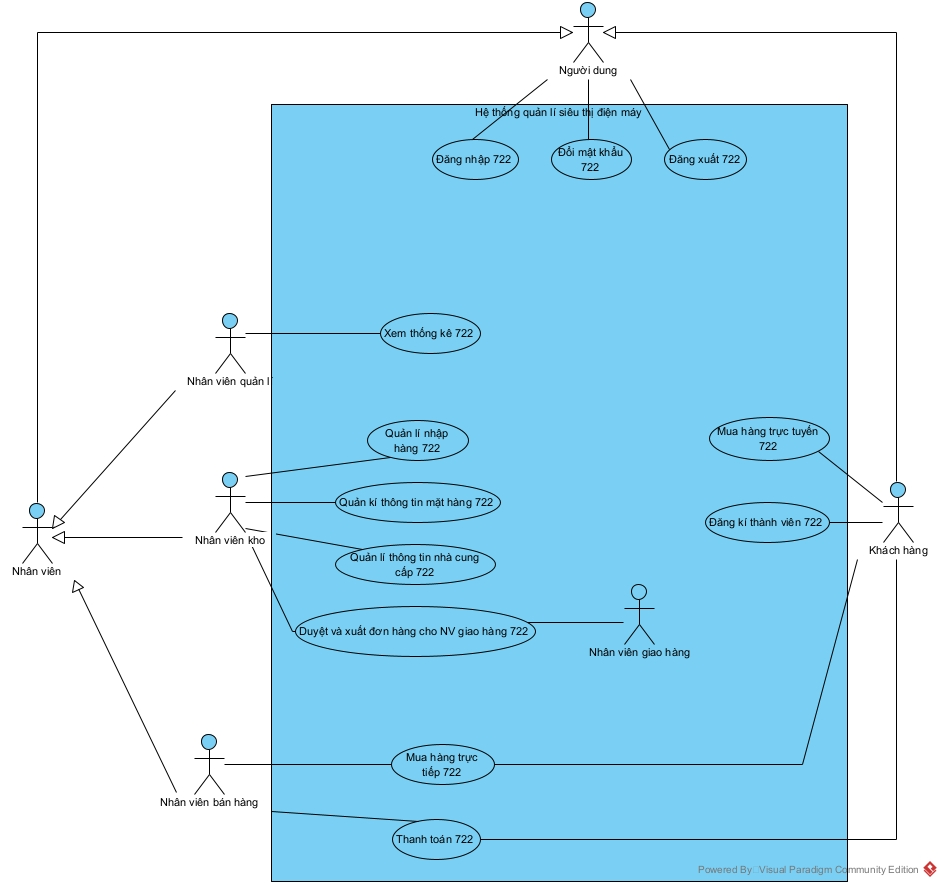 Người dung
Hệ thống quản lí siêu thị điện máy
Đăng nhập 722
Đổi mật khẩu
722
Đăng xuất 722
Xem thống kê 722
Nhân viên quản lí
Mua hàng trực tuyến
722
Quản lí nhập
hàng 722
Quản kí thông tin mặt hàng 722
Đăng kí thành viên 722
Nhân viên kho
Khách hàng
Quản lí thông tin nhà cung
cấp 722
Nhân viên
Duyệt và xuất đơn hàng cho NV giao hàng 722
Nhân viên giao hàng
Mua hàng trực
tiếp 722
Nhân viên bán hàng
Thanh toán 722
Powered By Visual Paradigm Community Edition